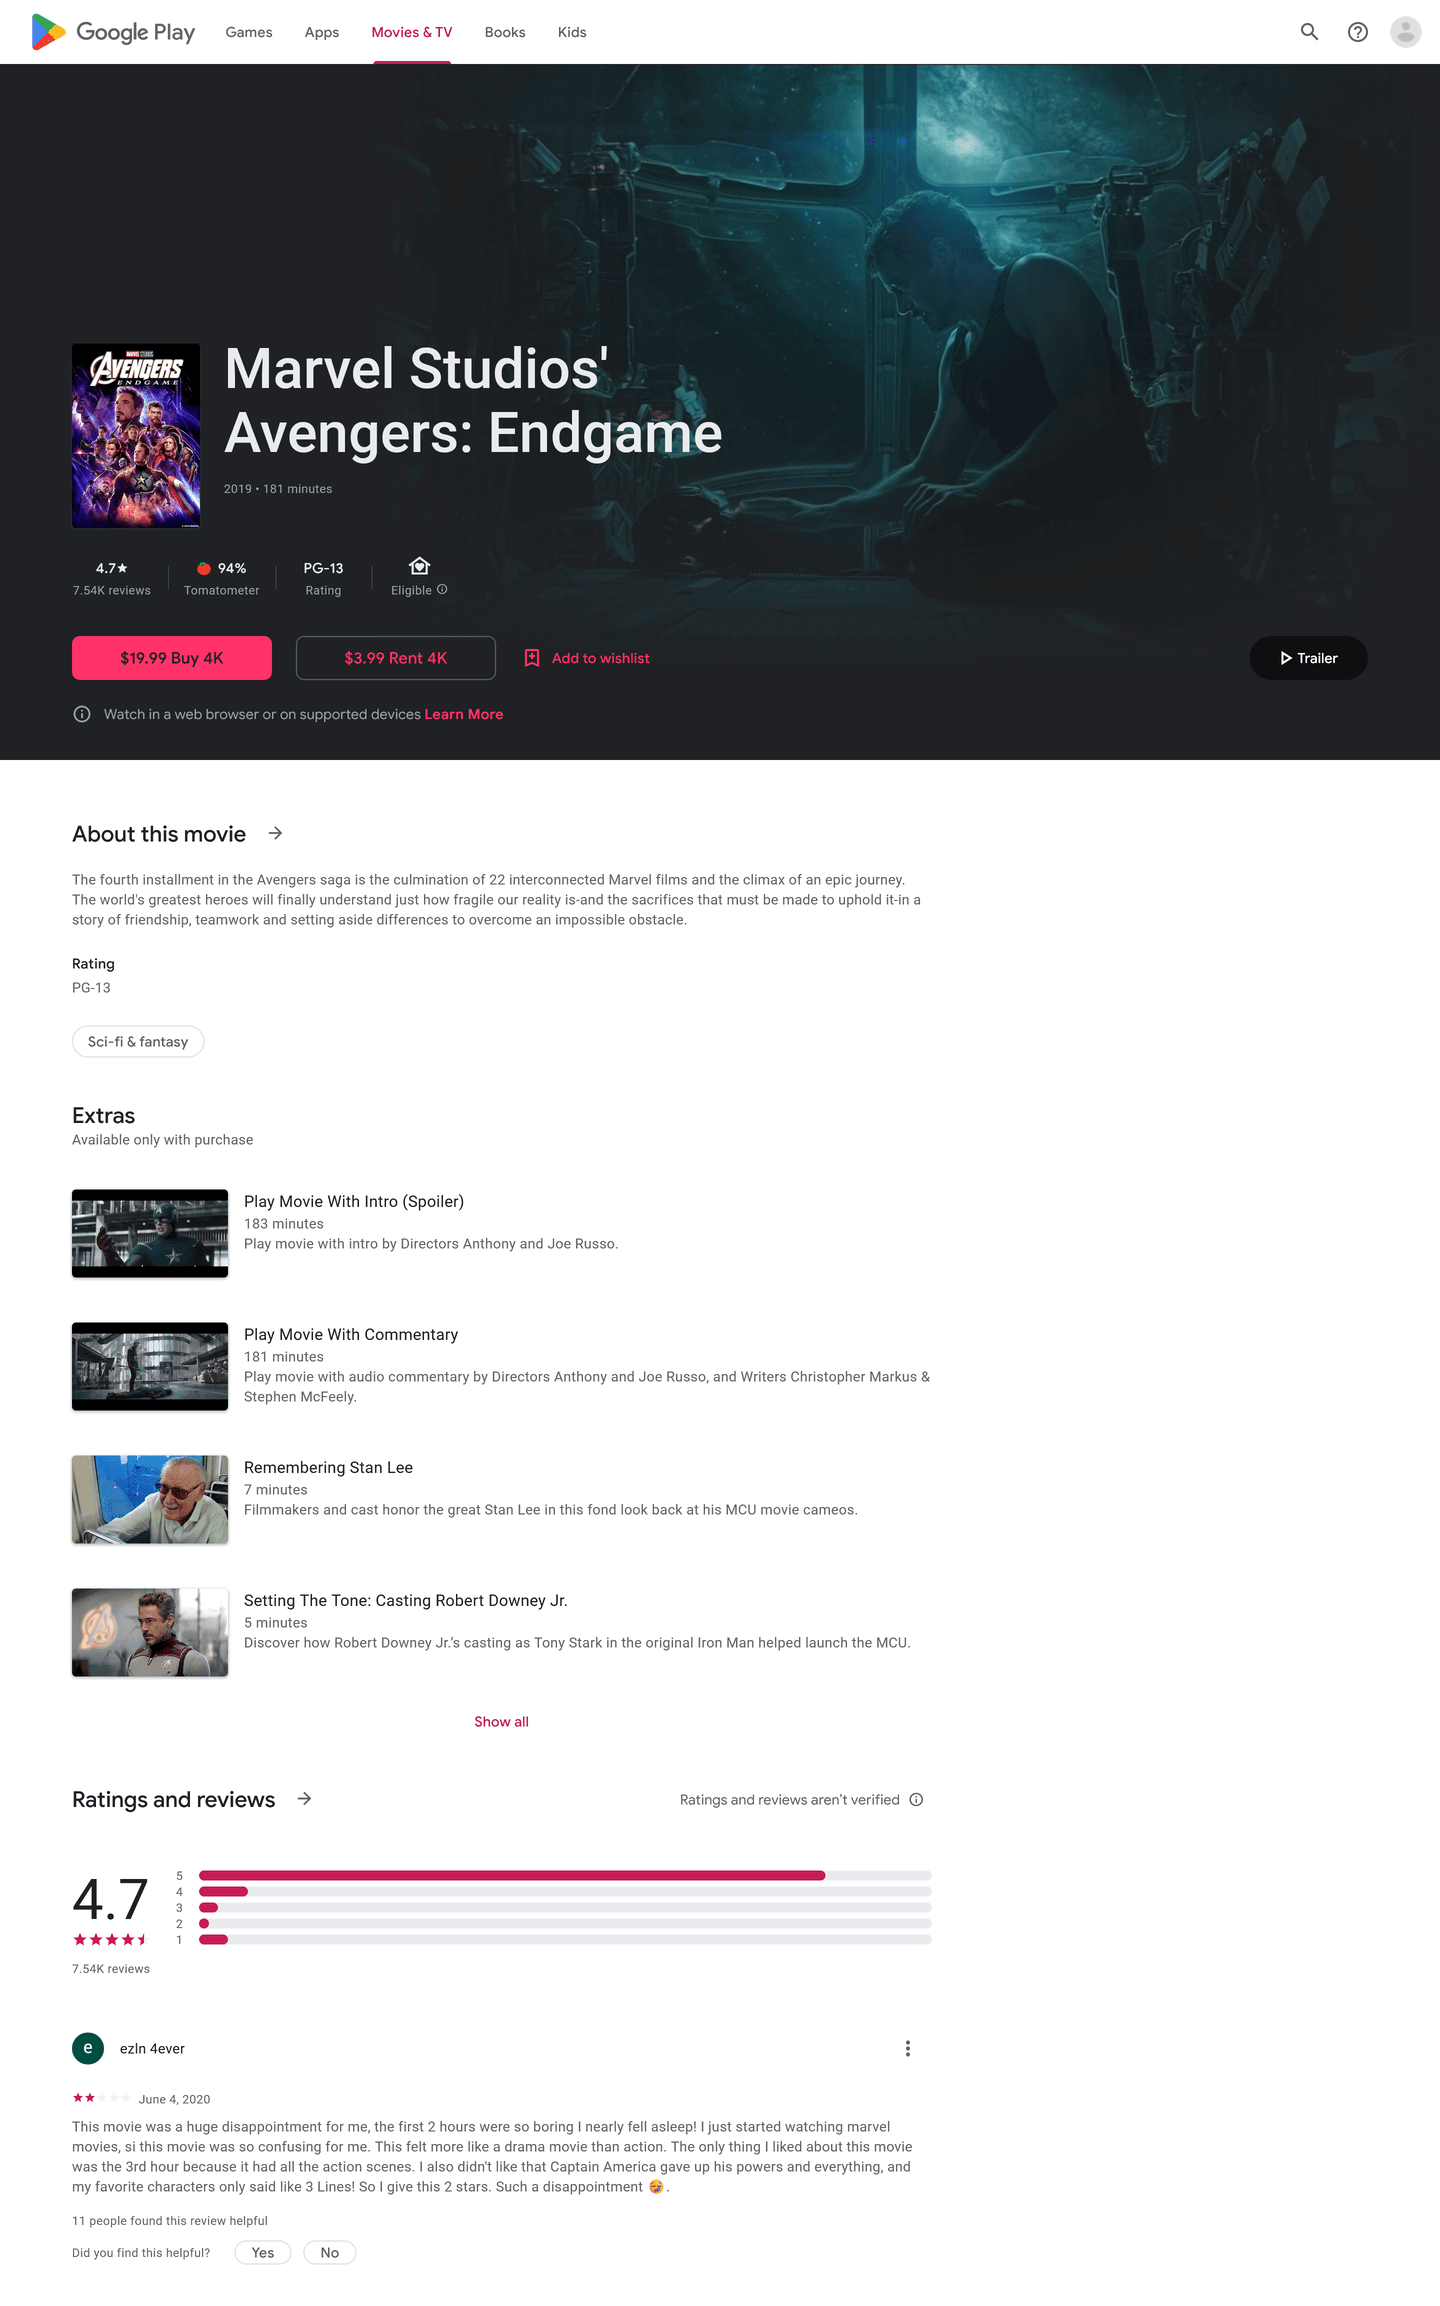 Google Play
Games
Apps
Movies & TV
Books
Kids
MARVEL STUDIOS
AVENGERS
ENDGAME
Marvel Studios'
Avengers: Endgame
2019 • 181 minutes
4.7★
7.54K reviews
94%
Tomatometer
PG-13
Rating
Eligible
$19.99 Buy 4K
$3.99 Rent 4K
Add to wishlist
Trailer
Watch in a web browser or on supported devices Learn More
About this movie
The fourth installment in the Avengers saga is the culmination of 22 interconnected Marvel films and the climax of an epic journey.
The world's greatest heroes will finally understand just how fragile our reality is-and the sacrifices that must be made to uphold it-in a
story of friendship, teamwork and setting aside differences to overcome an impossible obstacle.
Rating
PG-13
Sci-fi & fantasy
Extras
Available only with purchase
Play Movie With Intro (Spoiler)
183 minutes
Play movie with intro by Directors Anthony and Joe Russo.
Play Movie With Commentary
181 minutes
Play movie with audio commentary by Directors Anthony and Joe Russo, and Writers Christopher Markus &
Stephen McFeely.
Remembering Stan Lee
7 minutes
Filmmakers and cast honor the great Stan Lee in this fond look back at his MCU movie cameos.
Setting The Tone: Casting Robert Downey Jr.
5 minutes
Discover how Robert Downey Jr.’s casting as Tony Stark in the original Iron Man helped launch the MCU.
Show all
Ratings and reviews
Ratings and reviews aren’t verified
4.7
7.54K reviews
5
4
3
2
1
e
ezln 4ever
June 4, 2020
This movie was a huge disappointment for me, the first 2 hours were so boring I nearly fell asleep! I just started watching marvel
movies, si this movie was so confusing for me. This felt more like a drama movie than action. The only thing I liked about this movie
was the 3rd hour because it had all the action scenes. I also didn't like that Captain America gave up his powers and everything, and
my favorite characters only said like 3 Lines! So I give this 2 stars. Such a disappointment 🤣.
11 people found this review helpful
Did you find this helpful?
Yes
No